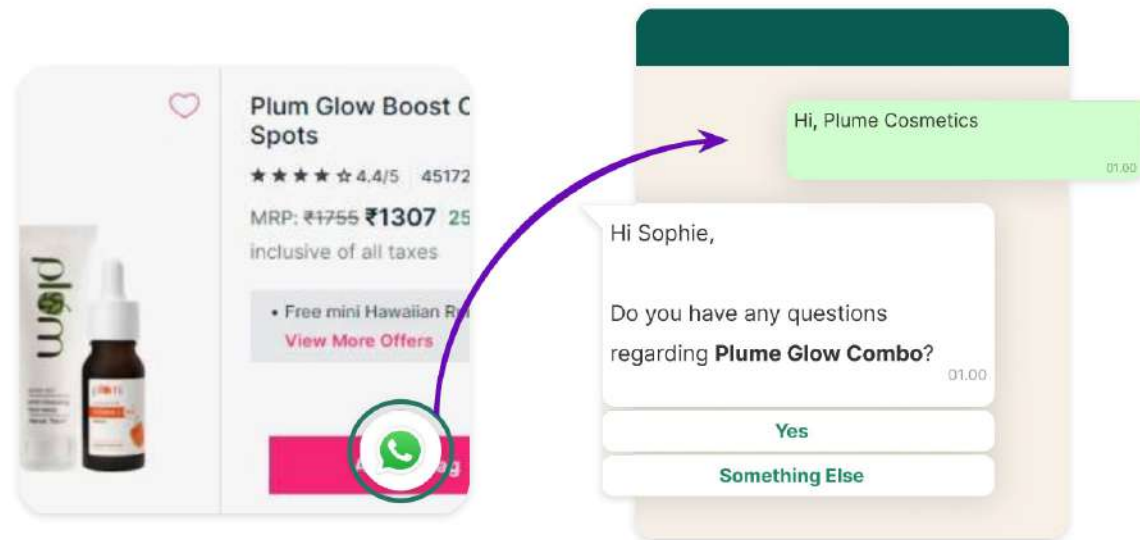 Plum Glow Boost C
Spots
4.4/5 45172
MRP: ₹1755 ₹1307 25
inclusive of all taxes
• Free mini Hawaiian
View More Offers
plum
Hi, Plume Cosmetics
01.00
Hi Sophie,
Do you have any questions
regarding Plume Glow Combo?
01.00
Yes
Something Else